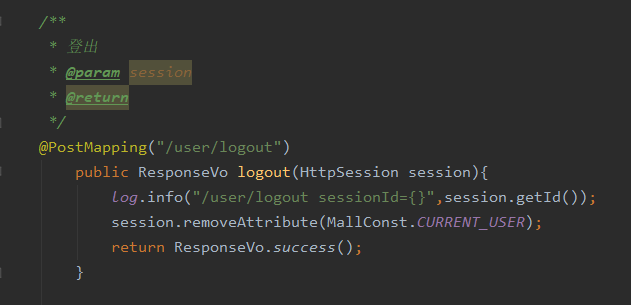 /**
 * 登出
 * @param session
 * @return
 */
@PostMapping("/user/logout")
    public ResponseVo logout(HttpSession session){
        log.info("/user/logout sessionId={}",session.getId());
        session.removeAttribute(MallConst.CURRENT_USER);
        return ResponseVo.success();
    }